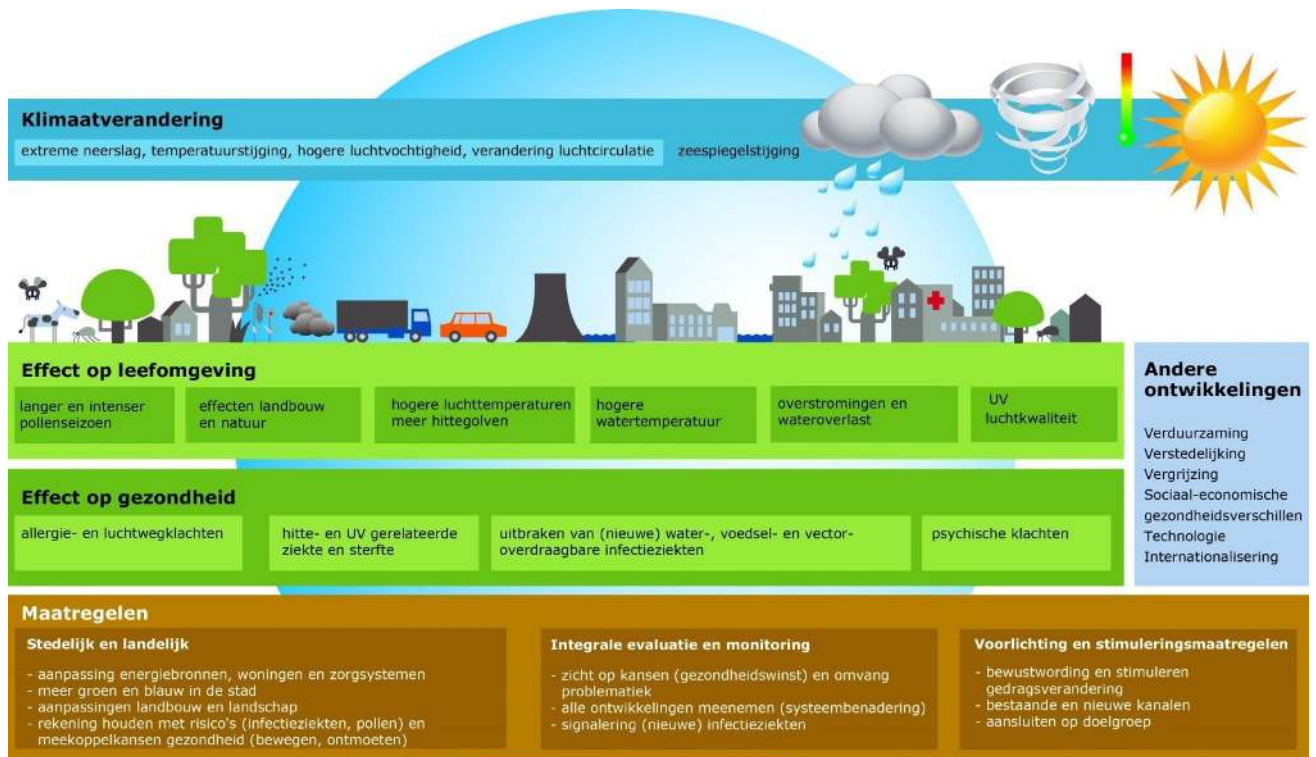 Klimaatverandering
extreme neerslag, temperatuurstijging, hogere luchtvochtigheid, verandering luchtcirculatie zeespiegelstijging
Effect op leefomgeving
langer en intenser
pollenseizoen
effecten landbouw
en natuur
hogere luchttemperaturen
meer hittegolven
hogere
watertemperatuur
overstromingen en
wateroverlast
UV
luchtkwaliteit
Effect op gezondheid
allergie- en luchtwegklachten
hitte- en UV gerelateerde
ziekte en sterfte
uitbraken van (nieuwe) water-, voedsel- en vector-
overdraagbare infectieziekten
psychische klachten
Andere
ontwikkelingen
Verduurzaming
Verstedelijking
Vergrijzing
Sociaal-economische
gezondheidsverschillen
Technologie
Internationalisering
Maatregelen
Stedelijk en landelijk
- aanpassing energiebronnen, woningen en zorgsystemen
- meer groen en blauw in de stad
- aanpassingen landbouw en landschap
- rekening houden met risico's (infectieziekten, pollen) en
meekoppelkansen gezondheid (bewegen, ontmoeten)
Integrale evaluatie en monitoring
- zicht op kansen (gezondheidswinst) en omvang
problematiek
- alle ontwikkelingen meenemen (systeembenadering)
- signalering (nieuwe) infectieziekten
Voorlichting en stimuleringsmaatregelen
- bewustwording en stimuleren
gedragsverandering
- bestaande en nieuwe kanalen
- aansluiten op doelgroep